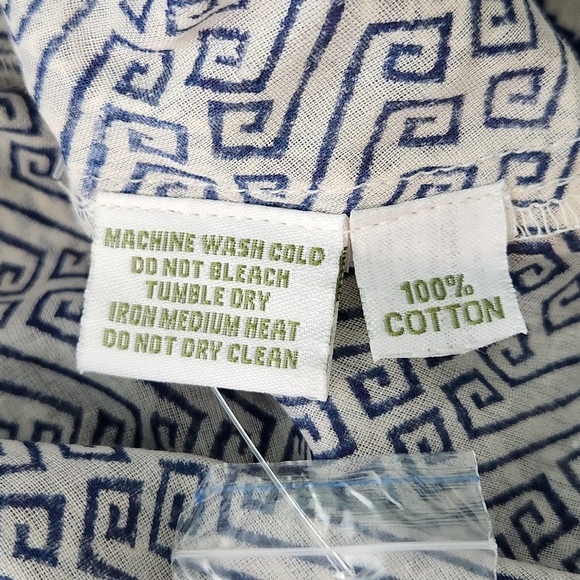 MACHINE WASH COLD
DO NOT BLEACH
TUMBLE DRY
IRON MEDIUM HEAT
DO NOT DRY CLEAN
100%
COTTON